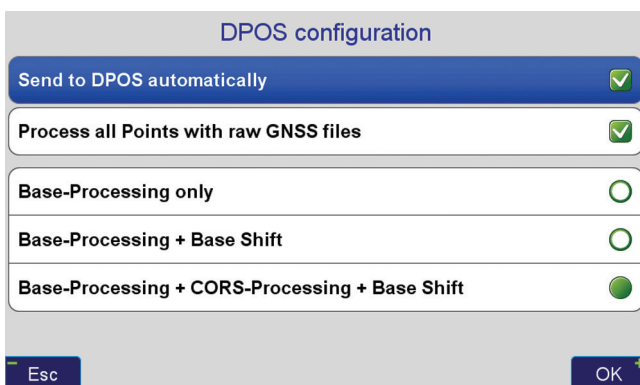 DPOS configuration
Send to DPOS automatically
Process all Points with raw GNSS files
Base-Processing only
Base-Processing + Base Shift
Base-Processing + CORS-Processing + Base Shift
Esc
OK